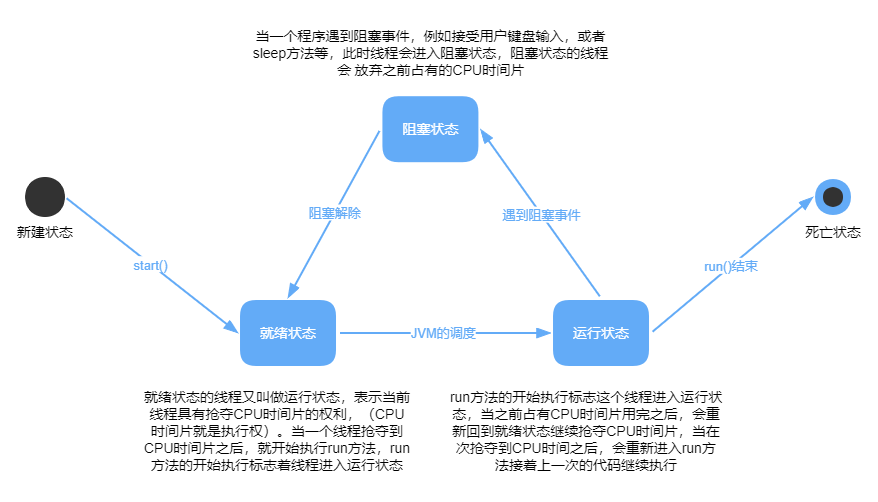 当一个程序遇到阻塞事件，例如接受用户键盘输入，或者
sleep方法等，此时线程会进入阻塞状态，阻塞状态的线程
会 放弃之前占有的CPU时间片
阻塞状态
新建状态
阻塞解除
遇到阻塞事件
死亡状态
start()
run()结束
就绪状态
JVM的调度
运行状态
就绪状态的线程又叫做运行状态，表示当前
线程具有抢夺CPU时间片的权利，（CPU
时间片就是执行权）。当一个线程抢夺到
CPU时间片之后，就开始执行run方法，run
方法的开始执行标志着线程进入运行状态
run方法的开始执行标志这个线程进入运行状
态，当之前占有CPU时间片用完之后，会重
新回到就绪状态继续抢夺CPU时间片，当在
次抢夺到CPU时间之后，会重新进入run方
法接着上一次的代码继续执行